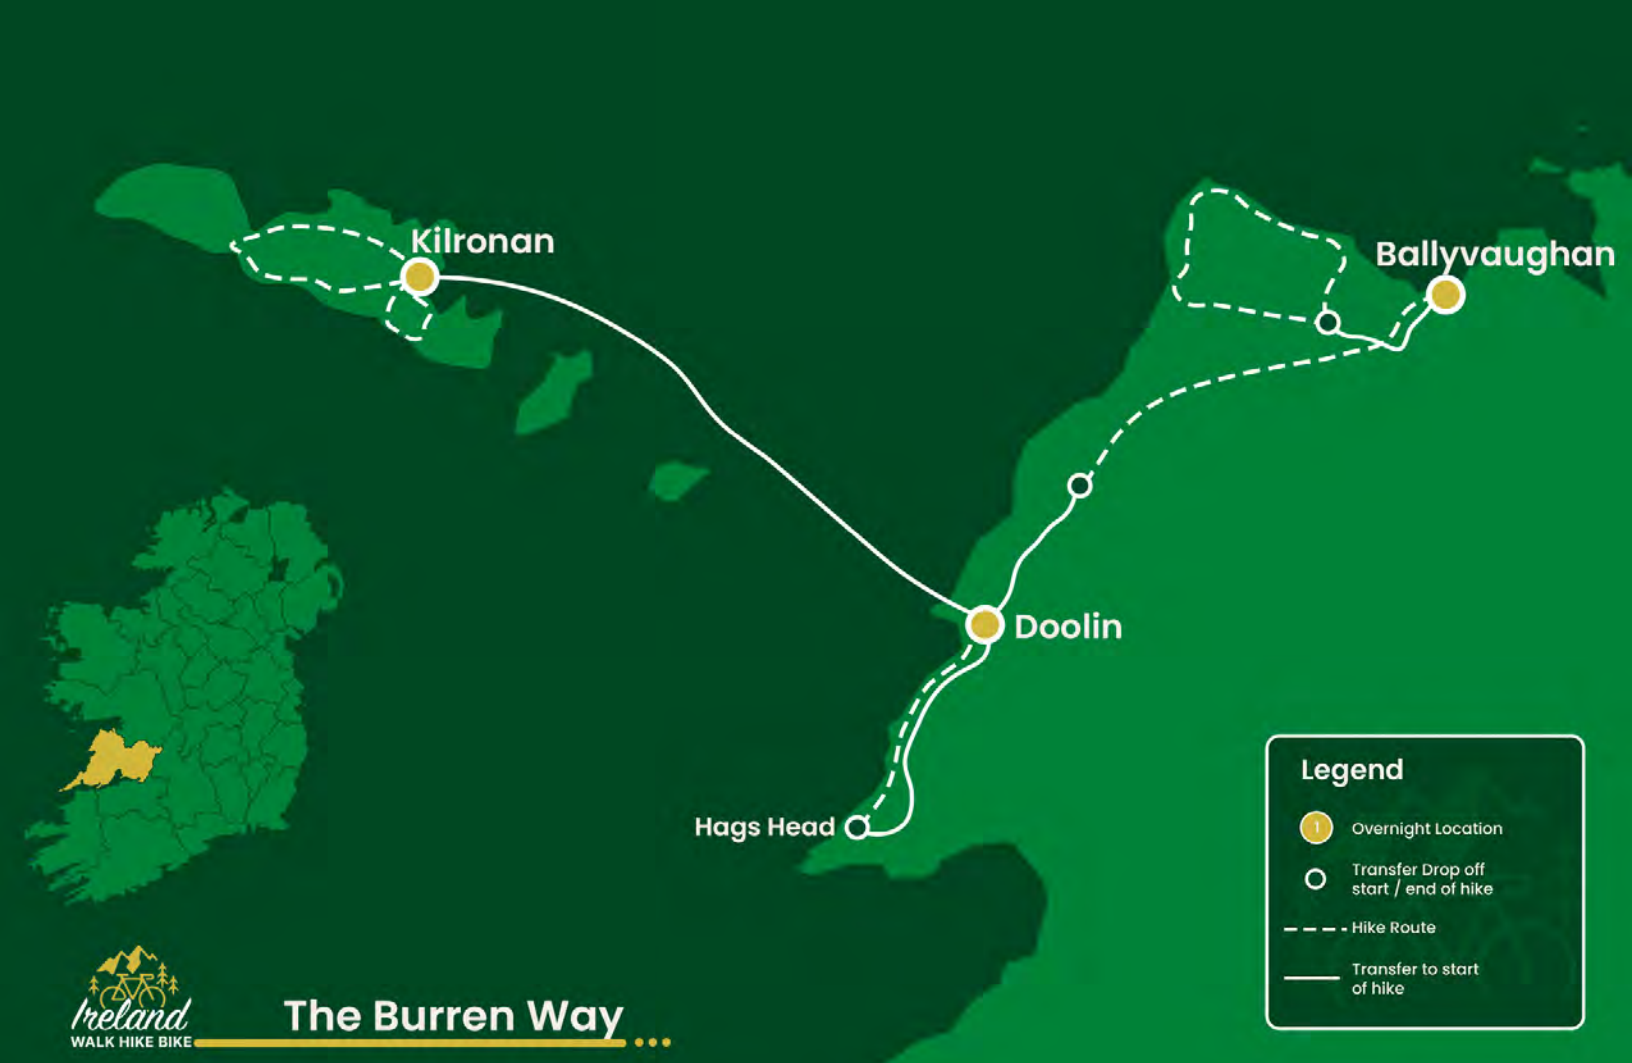 Kilronan
Ballyvaughan
Doolin
Hags Head
Legend
1
Overnight Location
Transfer Drop off
start / end of hike
Hike Route
Transfer to start
of hike
Ireland
WALK HIKE BIKE
The Burren Way